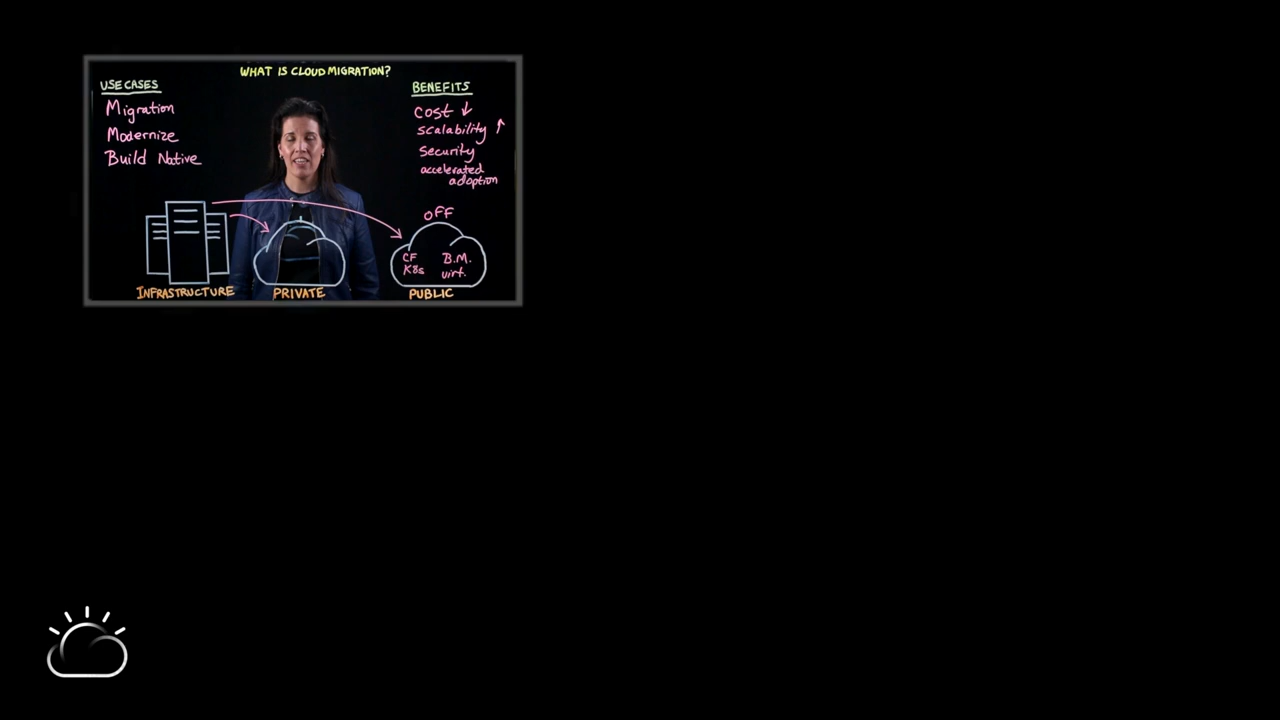 WHAT IS CLOUD MIGRATION?
USE CASES
Migration
Modernize
Build Native
BENEFITS
cost ↓
scalability ↑
security
accelerated
adoption
OFF
CF
K8s
B.M.
virt.
INFRASTRUCTURE
PRIVATE
PUBLIC